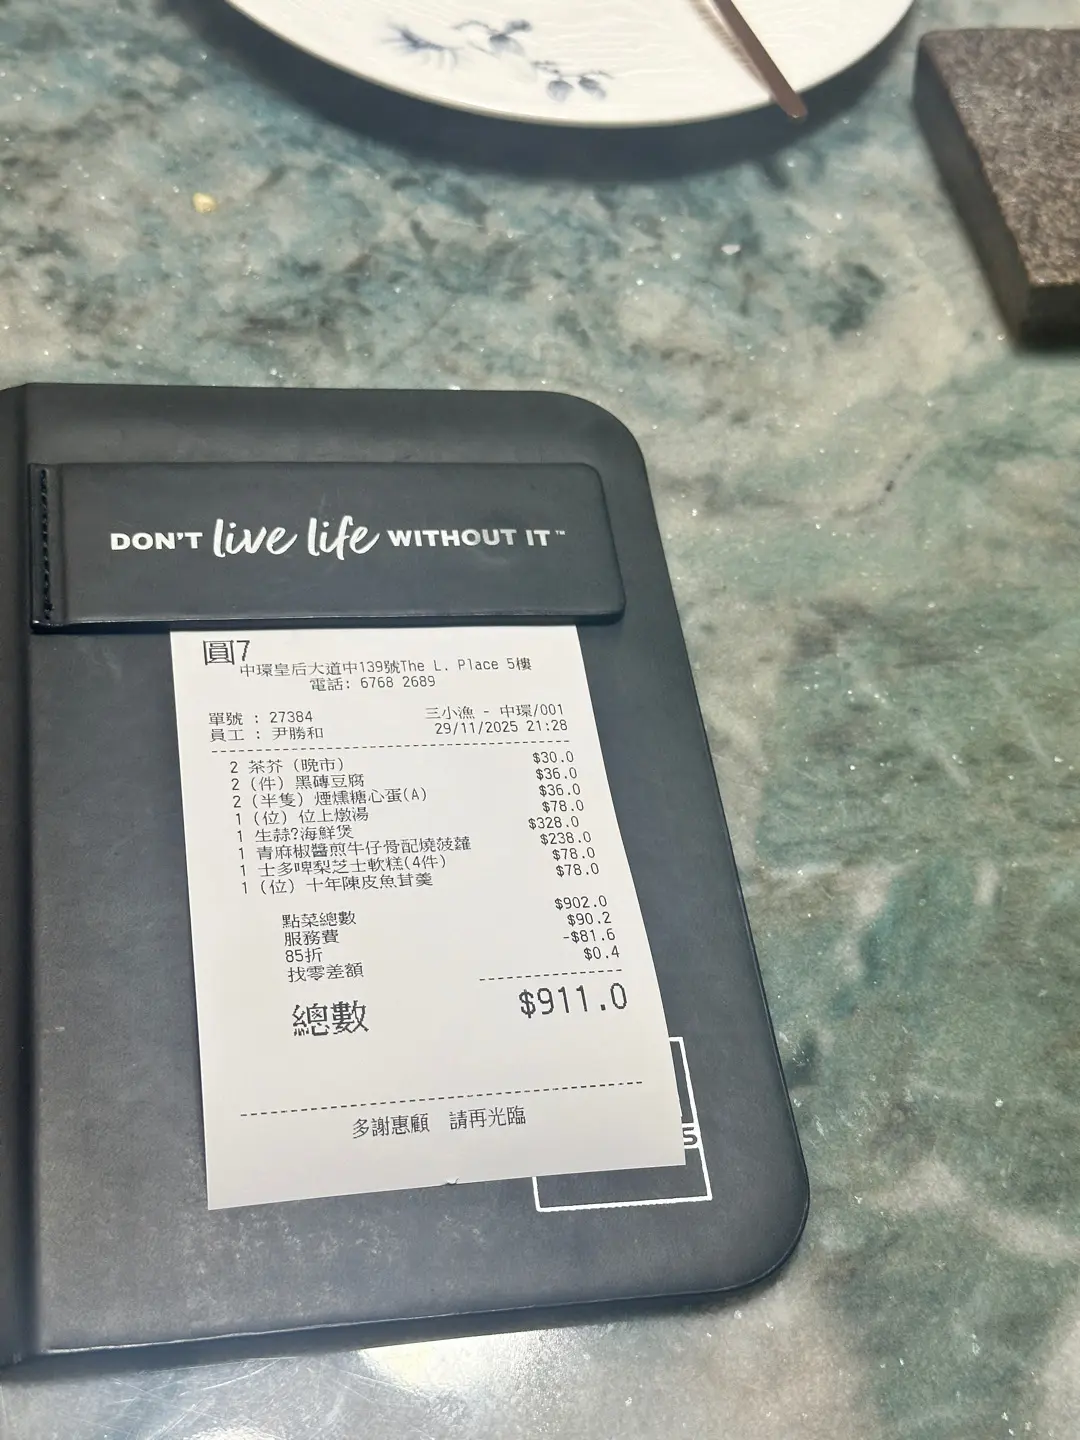 DON'T live life WITHOUT IT™
圓7
中環皇后大道中139號The L. Place 5樓
電話: 6768 2689
單號 : 27384 三小漁 - 中環/001
員工 : 尹勝和 29/11/2025 21:28
2 茶芥 (晚市) $30.0
2 (件) 黑磚豆腐 $36.0
2 (半隻) 煙燻糖心蛋(A) $36.0
1 (位) 位上燉湯 $78.0
1 生蒜?海鮮煲 $328.0
1 青麻椒醬煎牛仔骨配燒菠蘿 $238.0
1 士多啤梨芝士軟糕(4件) $78.0
1 (位) 十年陳皮魚茸羹 $78.0
點菜總數 $902.0
服務費 $90.2
85折 -$81.6
找零差額 $0.4
總數 $911.0
多謝惠顧 請再光臨
S